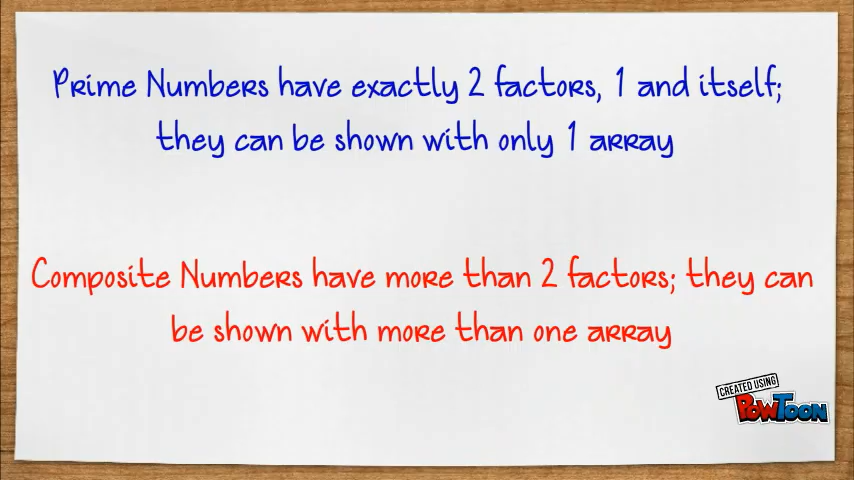 Prime Numbers have exactly 2 factors, 1 and itself;
they can be shown with only 1 array
Composite Numbers have more than 2 factors; they can
be shown with more than one array
CREATED USING
POWTOON